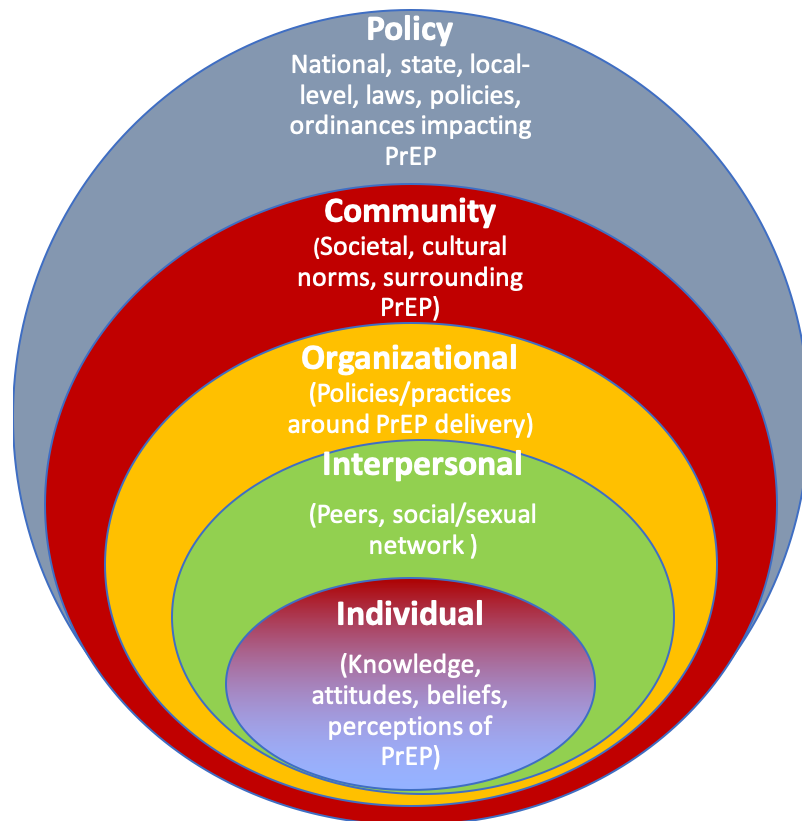 Policy
National, state, local-
level, laws, policies,
ordinances impacting
PrEP
Community
(Societal, cultural
norms, surrounding
PrEP)
Organizational
(Policies/practices
around PrEP delivery)
Interpersonal
(Peers, social/sexual
network )
Individual
(Knowledge,
attitudes, beliefs,
perceptions of
PrEP)